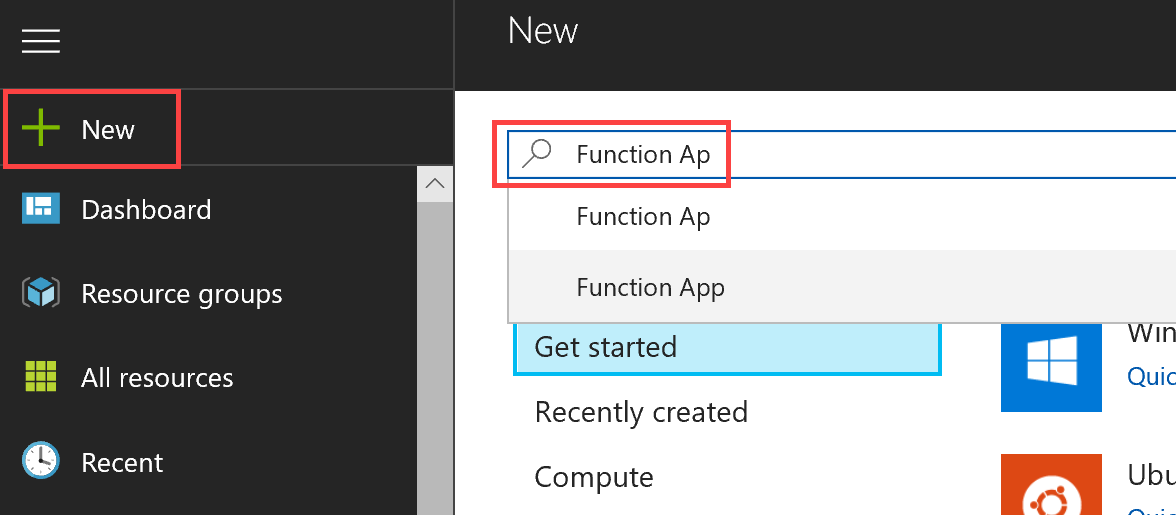 New
New
Dashboard
Resource groups
All resources
Recent
Function Ap
Function Ap
Function App
Get started
Recently created
Compute
Win
Quic
Ubu